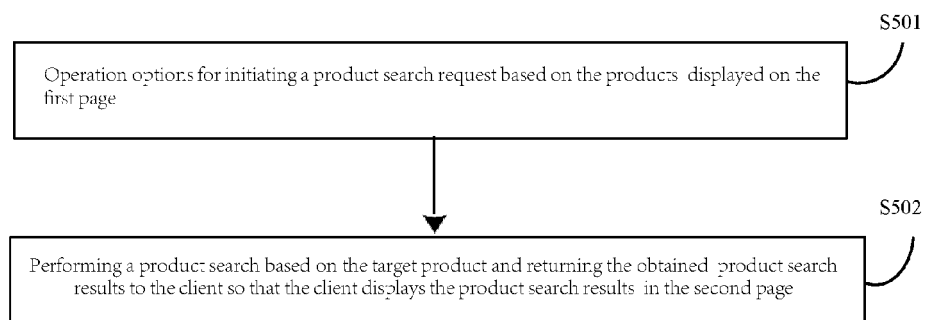 S501
Operation options for initiating a product search request based on the products displayed on the
first page
S502
Performing a product search based on the target product and returning the obtained product search
results to the client so that the client displays the product search results in the second page